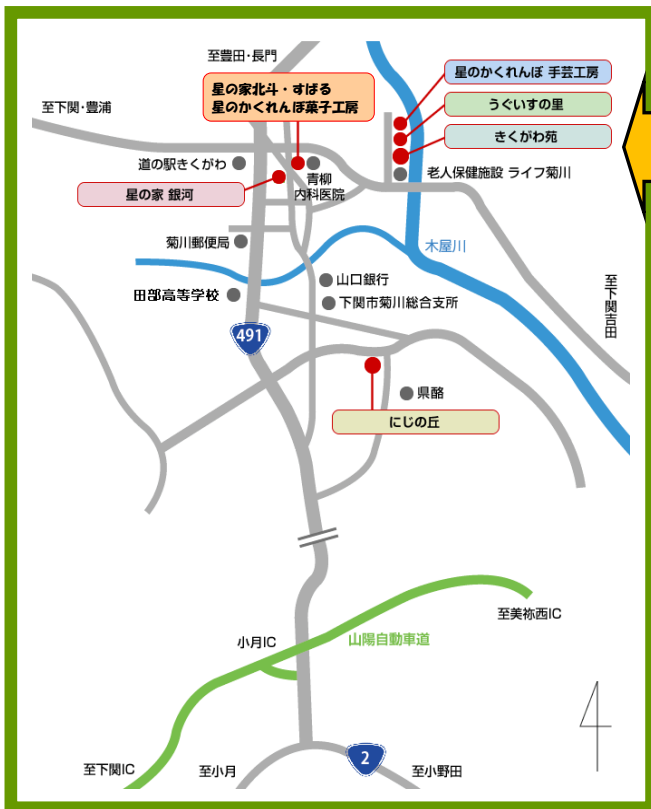 至豊田・長門
星の家北斗・すばる
星のかくれんぼ菓子工房
星のかくれんぼ 手芸工房
うぐいすの里
きくがわ苑
至下関・豊浦
道の駅きくがわ
青柳
内科医院
老人保健施設 ライフ菊川
星の家 銀河
菊川郵便局
木屋川
山口銀行
田部高等学校
下関市菊川総合支所
至下関吉田
491
県酪
にじの丘
至美祢西IC
小月IC
山陽自動車道
2
至下関IC
至小月
至小野田